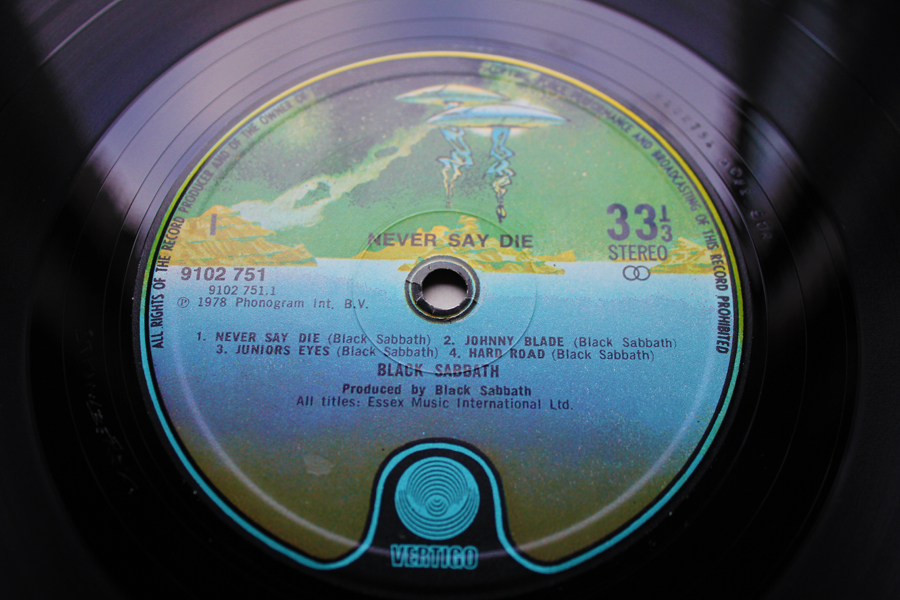 ALL RIGHTS OF THE RECORD PRODUCER AND OF THE OWNER OF
PERFORMANCE AND BROADCASTING OF THIS RECORD PROHIBITED
1
33 1/3
STEREO
NEVER SAY DIE
9102 751
9102 751.1
℗ 1978 Phonogram Int. B.V.
1. NEVER SAY DIE (Black Sabbath) 2. JOHNNY BLADE (Black Sabbath)
3. JUNIORS EYES (Black Sabbath) 4. HARD ROAD (Black Sabbath)
BLACK SABBATH
Produced by Black Sabbath
All titles: Essex Music International Ltd.
VERTIGO